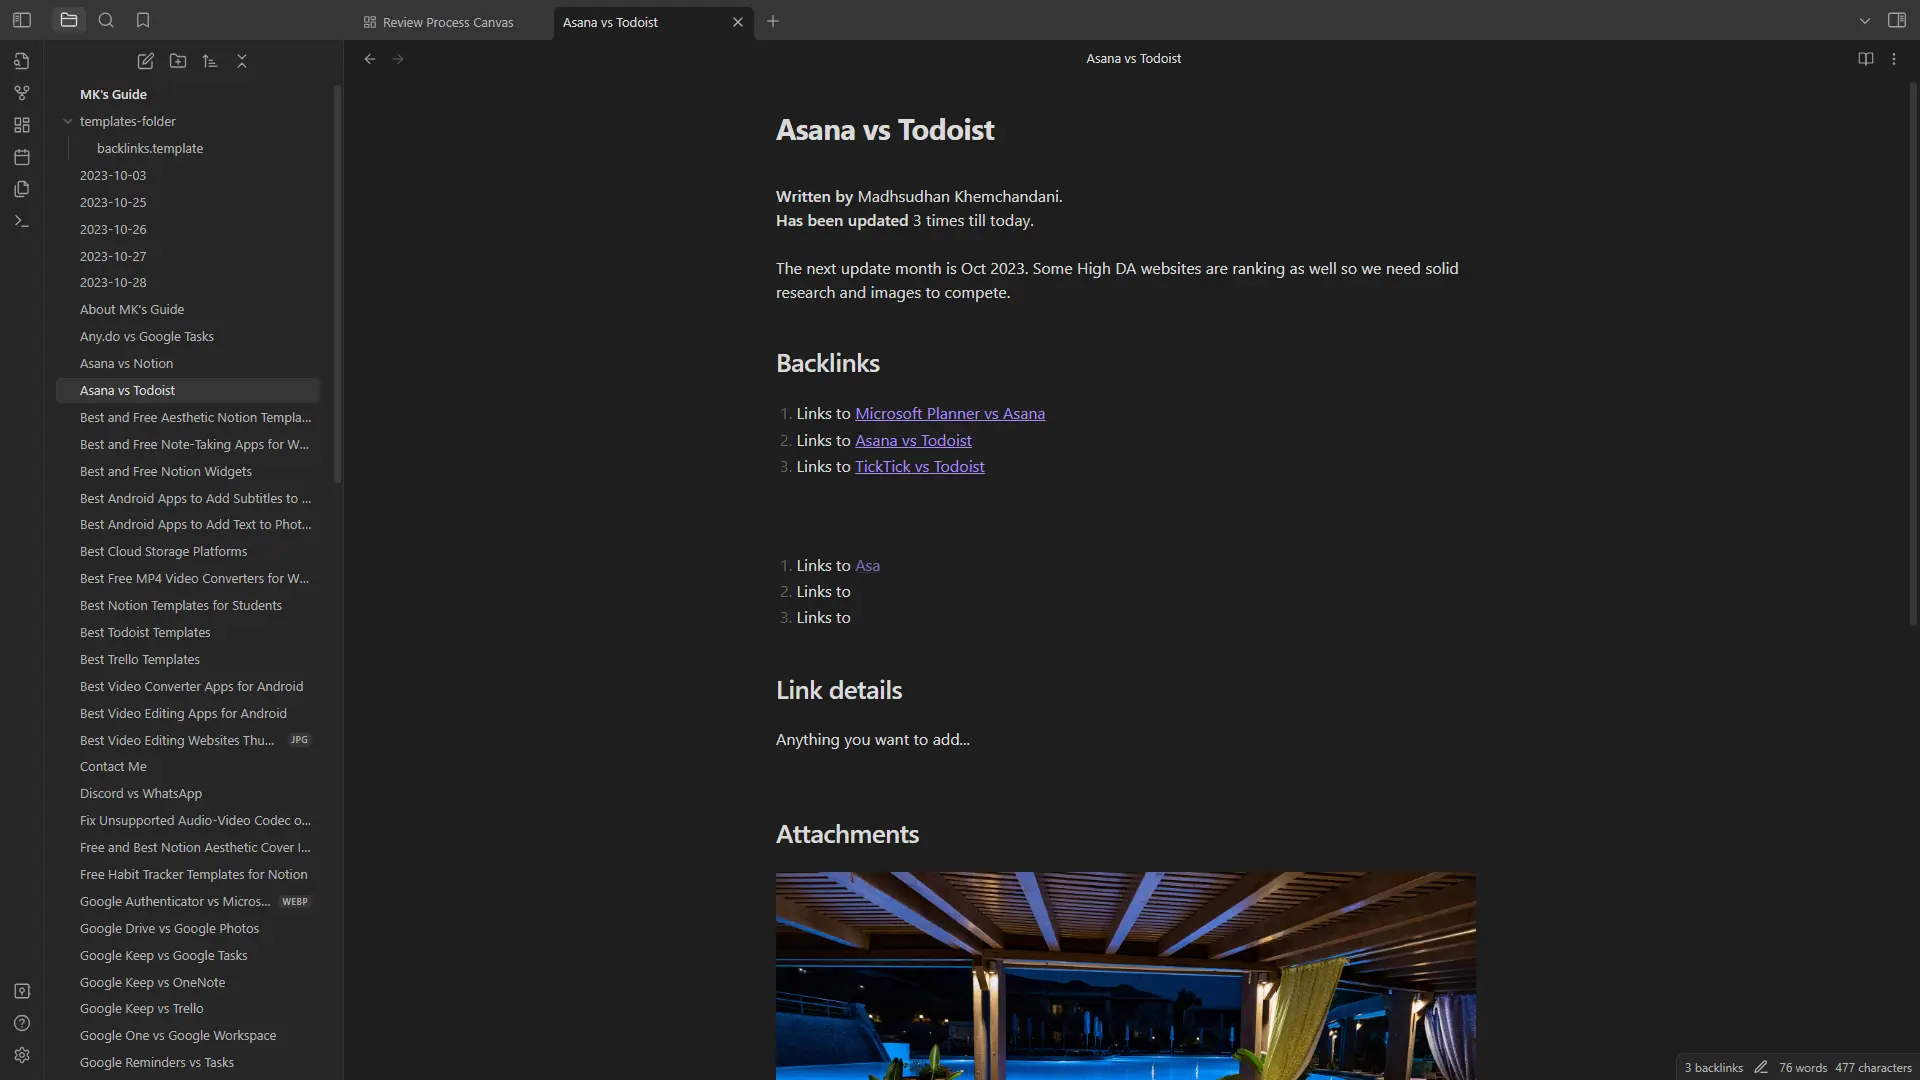 Review Process Canvas
Asana vs Todoist
Asana vs Todoist
MK's Guide
templates-folder
backlinks.template
2023-10-03
2023-10-25
2023-10-26
2023-10-27
2023-10-28
About MK's Guide
Any.do vs Google Tasks
Asana vs Notion
Asana vs Todoist
Best and Free Aesthetic Notion Templa...
Best and Free Note-Taking Apps for W...
Best and Free Notion Widgets
Best Android Apps to Add Subtitles to ...
Best Android Apps to Add Text to Phot...
Best Cloud Storage Platforms
Best Free MP4 Video Converters for W...
Best Notion Templates for Students
Best Todoist Templates
Best Trello Templates
Best Video Converter Apps for Android
Best Video Editing Apps for Android
Best Video Editing Websites Thu... JPG
Contact Me
Discord vs WhatsApp
Fix Unsupported Audio-Video Codec o...
Free and Best Notion Aesthetic Cover I...
Free Habit Tracker Templates for Notion
Google Authenticator vs Micros... WEBP
Google Drive vs Google Photos
Google Keep vs Google Tasks
Google Keep vs OneNote
Google Keep vs Trello
Google One vs Google Workspace
Google Reminders vs Tasks
Asana vs Todoist
Written by Madhsudhan Khemchandani.
Has been updated 3 times till today.
The next update month is Oct 2023. Some High DA websites are ranking as well so we need solid
research and images to compete.
Backlinks
1. Links to Microsoft Planner vs Asana
2. Links to Asana vs Todoist
3. Links to TickTick vs Todoist
1. Links to Asa
2. Links to
3. Links to
Link details
Anything you want to add...
Attachments
3 backlinks 76 words 477 characters